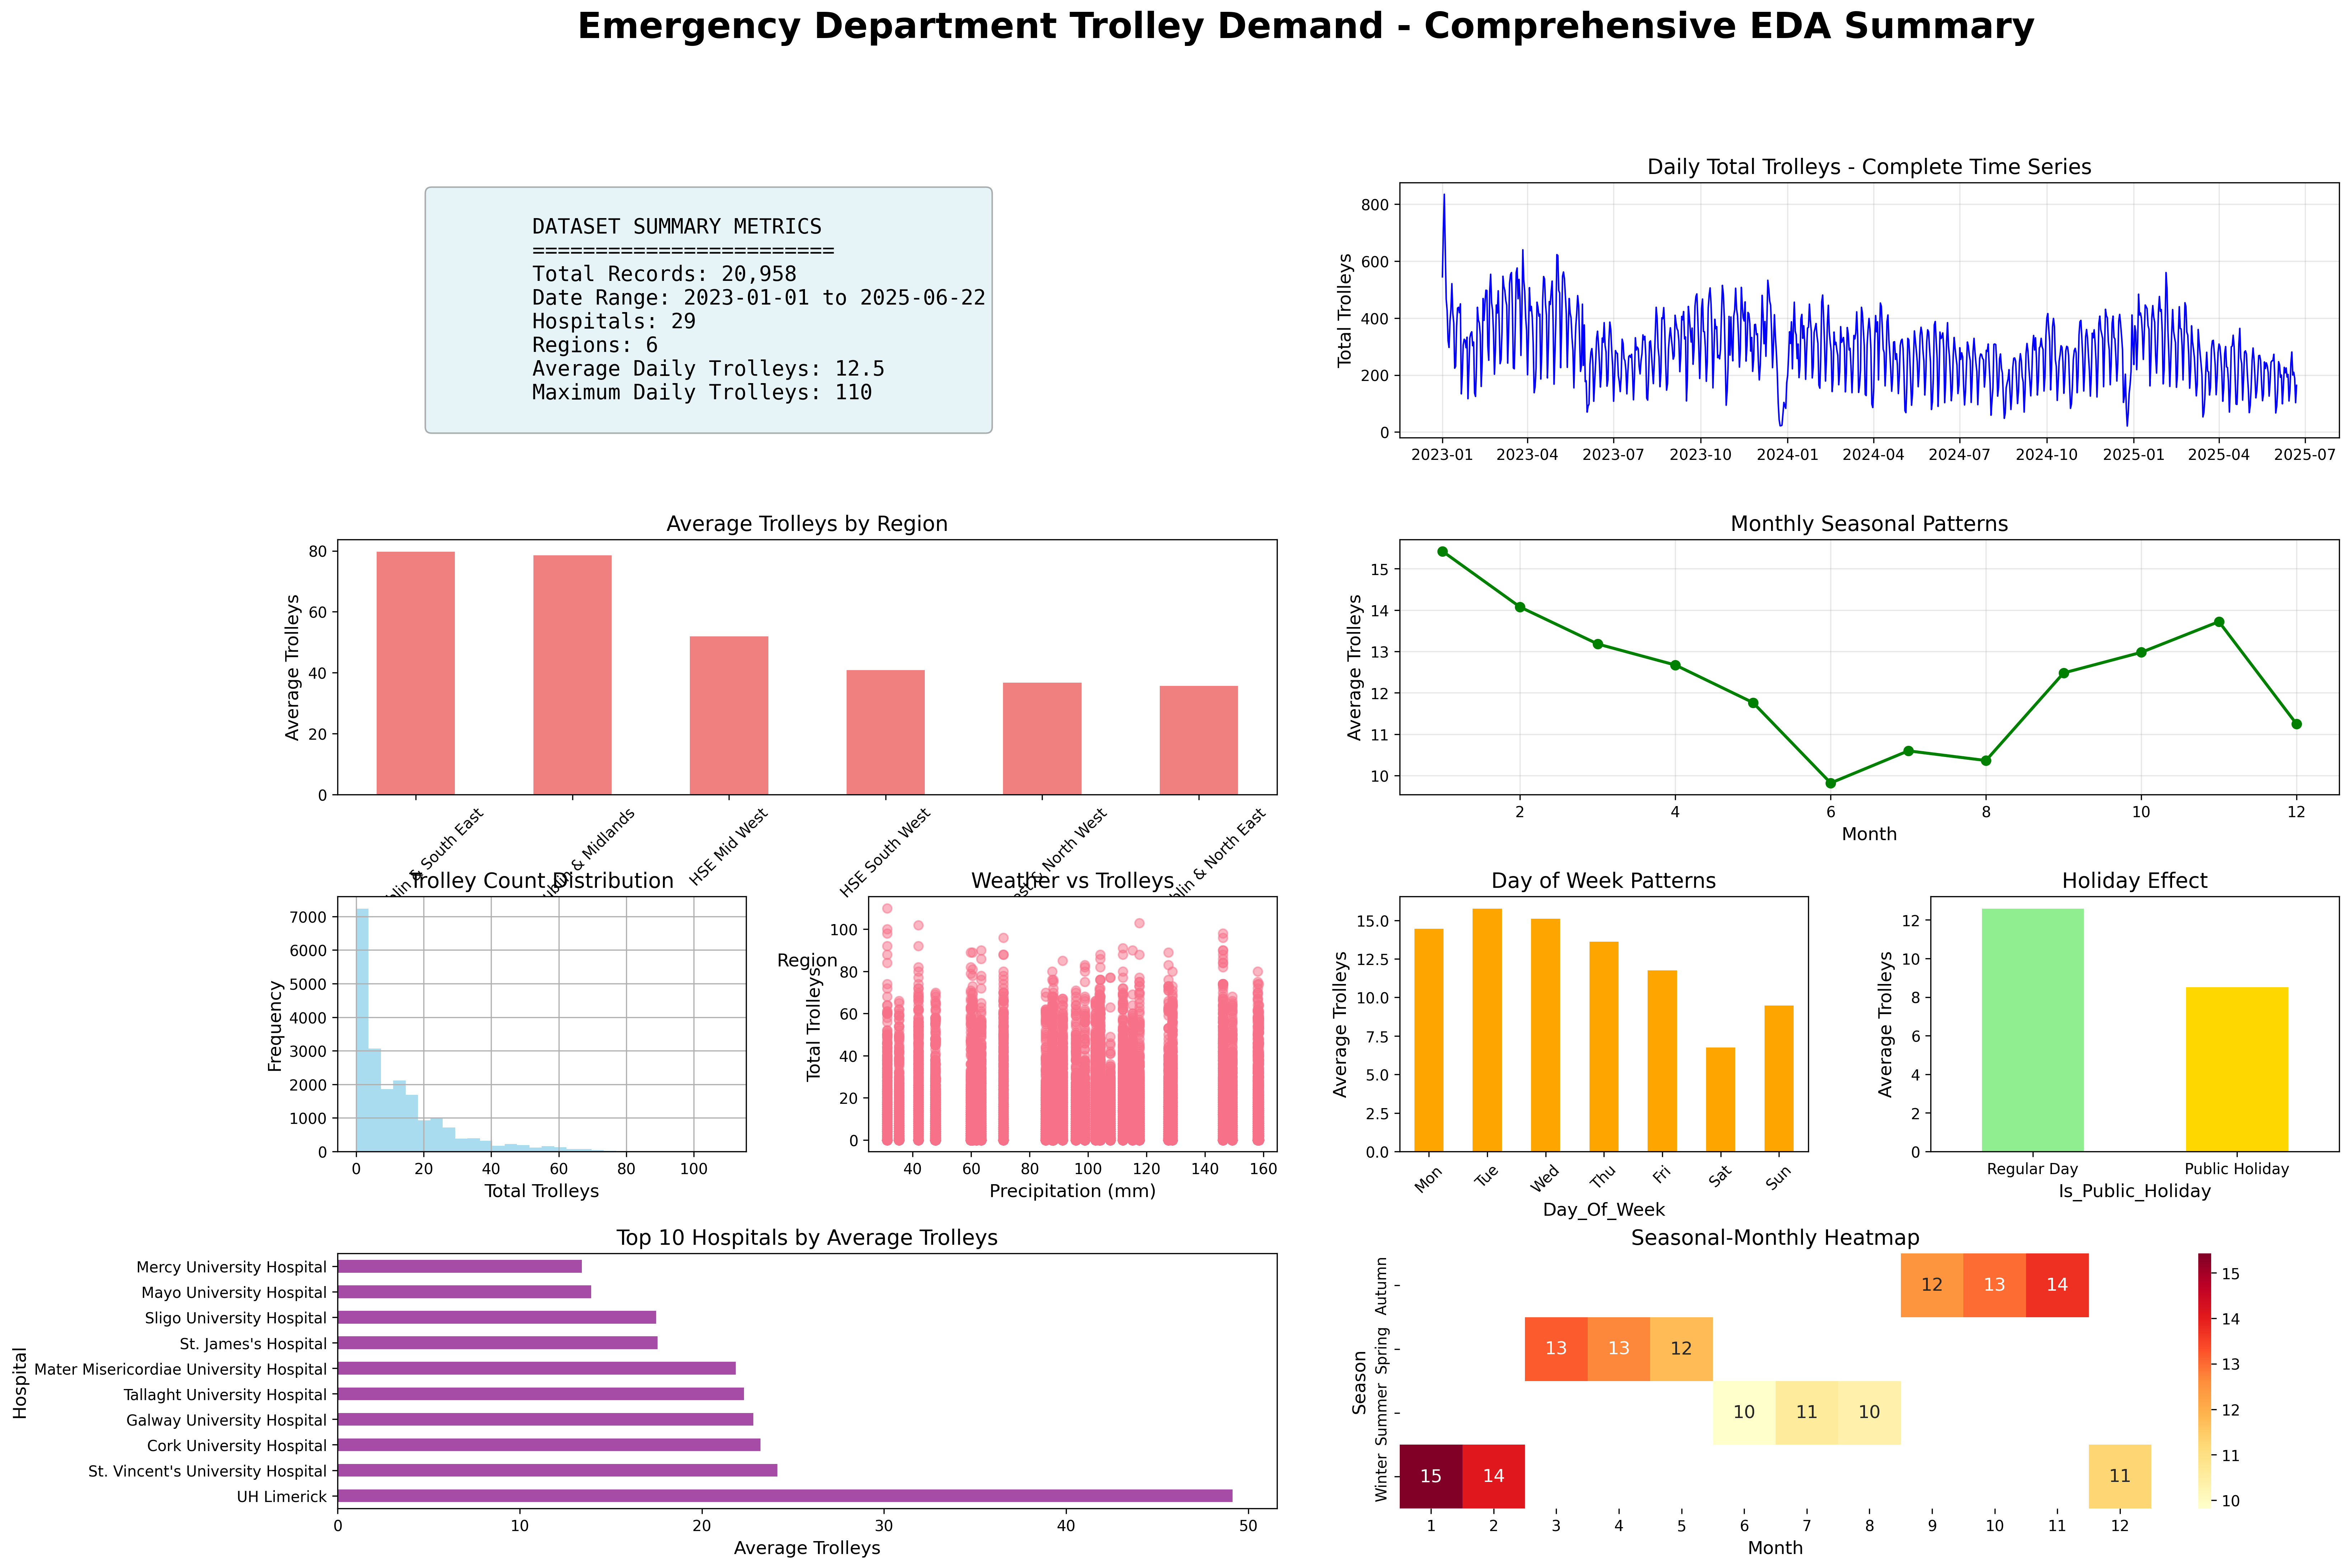 Emergency Department Trolley Demand - Comprehensive EDA Summary
DATASET SUMMARY METRICS
========================
Total Records: 20,958
Date Range: 2023-01-01 to 2025-06-22
Hospitals: 29
Regions: 6
Average Daily Trolleys: 12.5
Maximum Daily Trolleys: 110
Daily Total Trolleys - Complete Time Series
Total Trolleys
800
600
400
200
0
2023-01 2023-04 2023-07 2023-10 2024-01 2024-04 2024-07 2024-10 2025-01 2025-04 2025-07
Average Trolleys by Region
Average Trolleys
80
60
40
20
0
& South East
& Midlands
HSE Mid West
HSE South West
North West
& North East
Region
Monthly Seasonal Patterns
Average Trolleys
15
14
13
12
11
10
2 4 6 8 10 12
Month
Trolley Count Distribution
Frequency
7000
6000
5000
4000
3000
2000
1000
0
0 20 40 60 80 100
Total Trolleys
Weather vs Trolleys
Total Trolleys
100
80
60
40
20
0
40 60 80 100 120 140 160
Precipitation (mm)
Day of Week Patterns
Average Trolleys
15.0
12.5
10.0
7.5
5.0
2.5
0.0
Mon Tue Wed Thu Fri Sat Sun
Day_Of_Week
Holiday Effect
Average Trolleys
12
10
8
6
4
2
0
Regular Day Public Holiday
Is_Public_Holiday
Top 10 Hospitals by Average Trolleys
Hospital
Mercy University Hospital
Mayo University Hospital
Sligo University Hospital
St. James's Hospital
Mater Misericordiae University Hospital
Tallaght University Hospital
Galway University Hospital
Cork University Hospital
St. Vincent's University Hospital
UH Limerick
0 10 20 30 40 50
Average Trolleys
Seasonal-Monthly Heatmap
Season
Autumn 12 13 14
Spring 13 13 12
Summer 10 11 10
Winter 15 14 11
1 2 3 4 5 6 7 8 9 10 11 12
Month
15
14
13
12
11
10